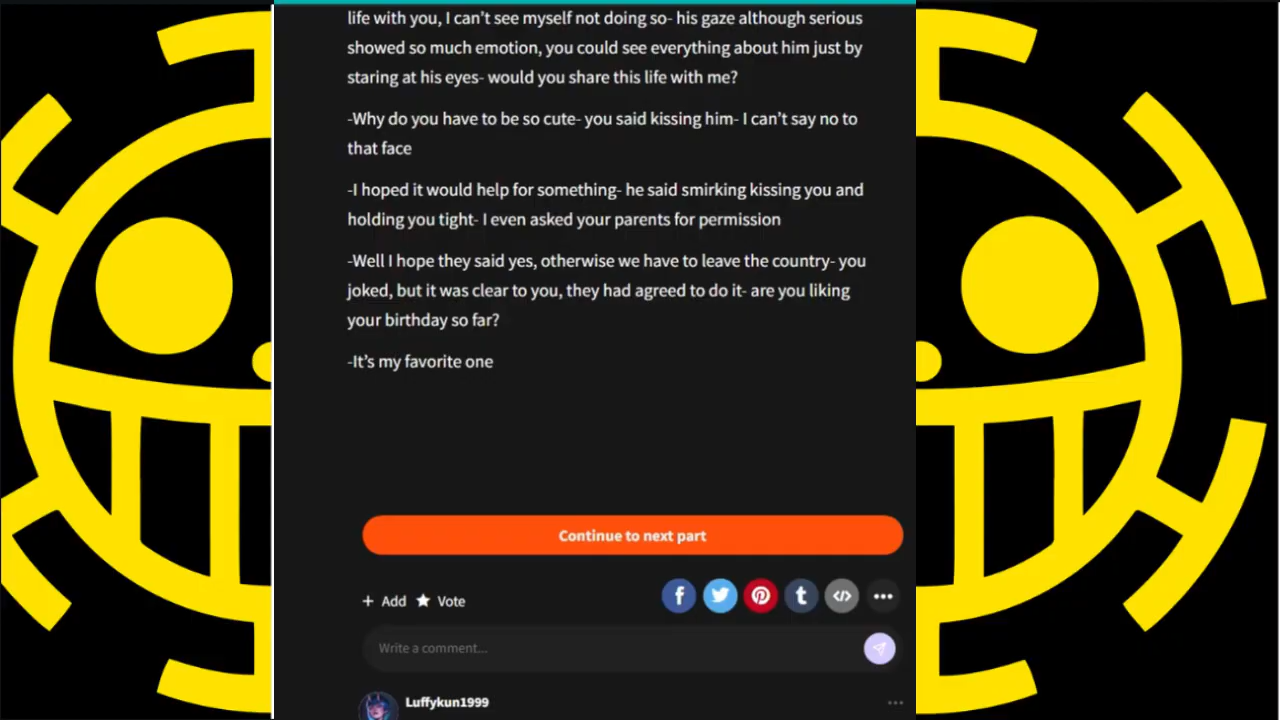 life with you, I can't see myself not doing so- his gaze although serious
showed so much emotion, you could see everything about him just by
staring at his eyes- would you share this life with me?
-Why do you have to be so cute- you said kissing him- I can't say no to
that face
-I hoped it would help for something- he said smirking kissing you and
holding you tight- I even asked your parents for permission
-Well I hope they said yes, otherwise we have to leave the country- you
joked, but it was clear to you, they had agreed to do it- are you liking
your birthday so far?
-It's my favorite one
Continue to next part
+ Add ★ Vote
Write a comment...
Luffykun1999